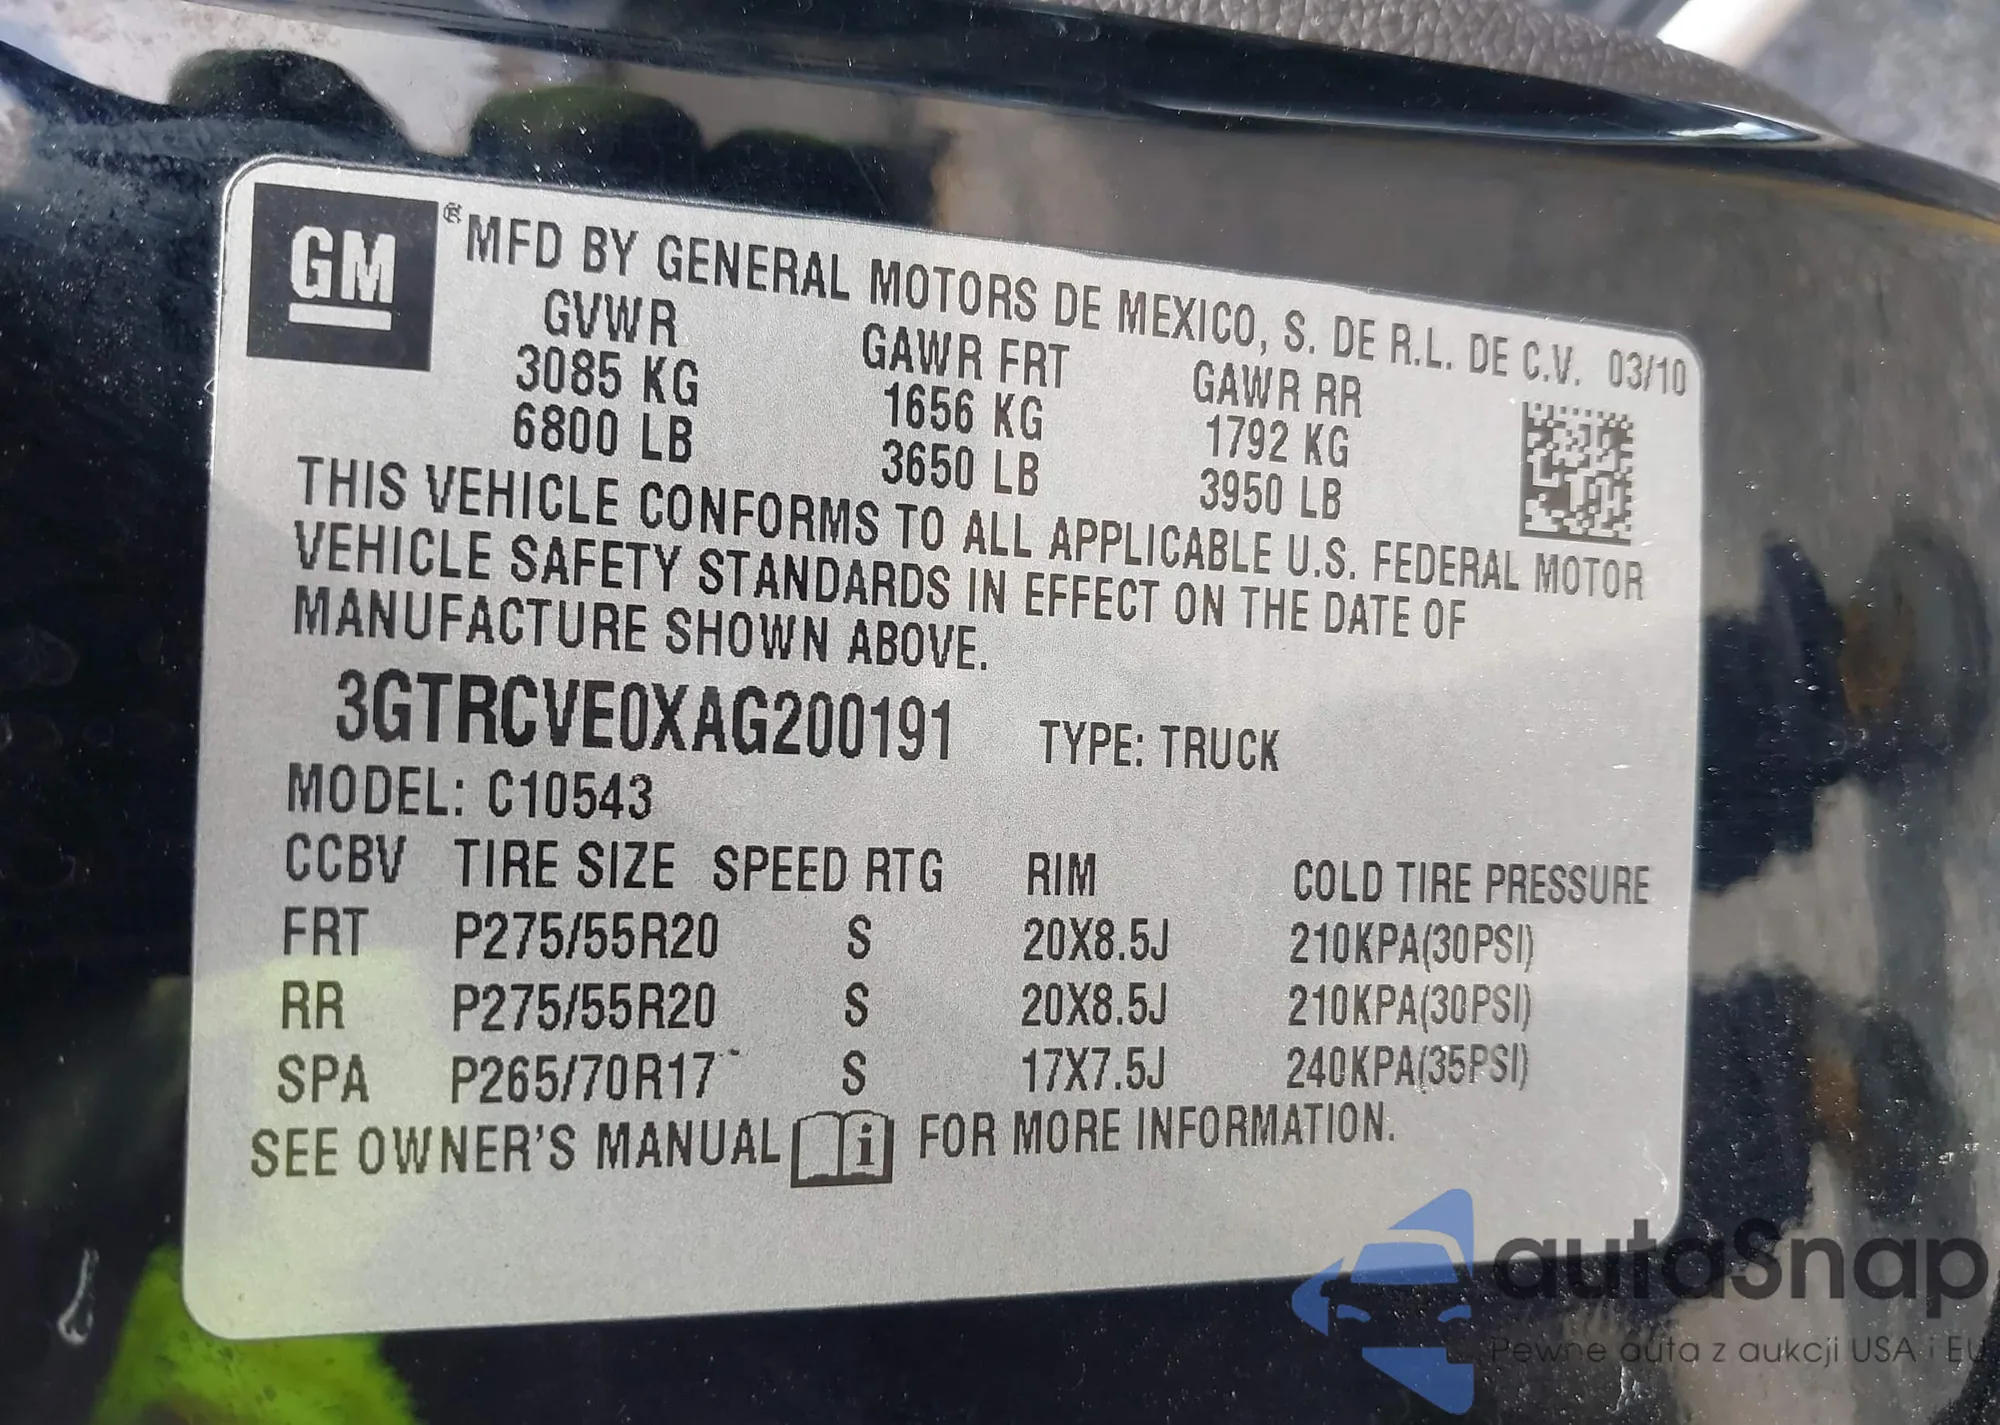 GM ® MFD BY GENERAL MOTORS DE MEXICO, S. DE R.L. DE C.V. 03/10
GVWR GAWR FRT GAWR RR
3085 KG 1656 KG 1792 KG
6800 LB 3650 LB 3950 LB
THIS VEHICLE CONFORMS TO ALL APPLICABLE U.S. FEDERAL MOTOR
VEHICLE SAFETY STANDARDS IN EFFECT ON THE DATE OF
MANUFACTURE SHOWN ABOVE.
3GTRCVE0XAG200191 TYPE: TRUCK
MODEL: C10543
CCBV TIRE SIZE SPEED RTG RIM COLD TIRE PRESSURE
FRT P275/55R20 S 20X8.5J 210KPA(30PSI)
RR P275/55R20 S 20X8.5J 210KPA(30PSI)
SPA P265/70R17 S 17X7.5J 240KPA(35PSI)
SEE OWNER'S MANUAL i FOR MORE INFORMATION.
autaSnap
Pewne auta z aukcji USA i EU